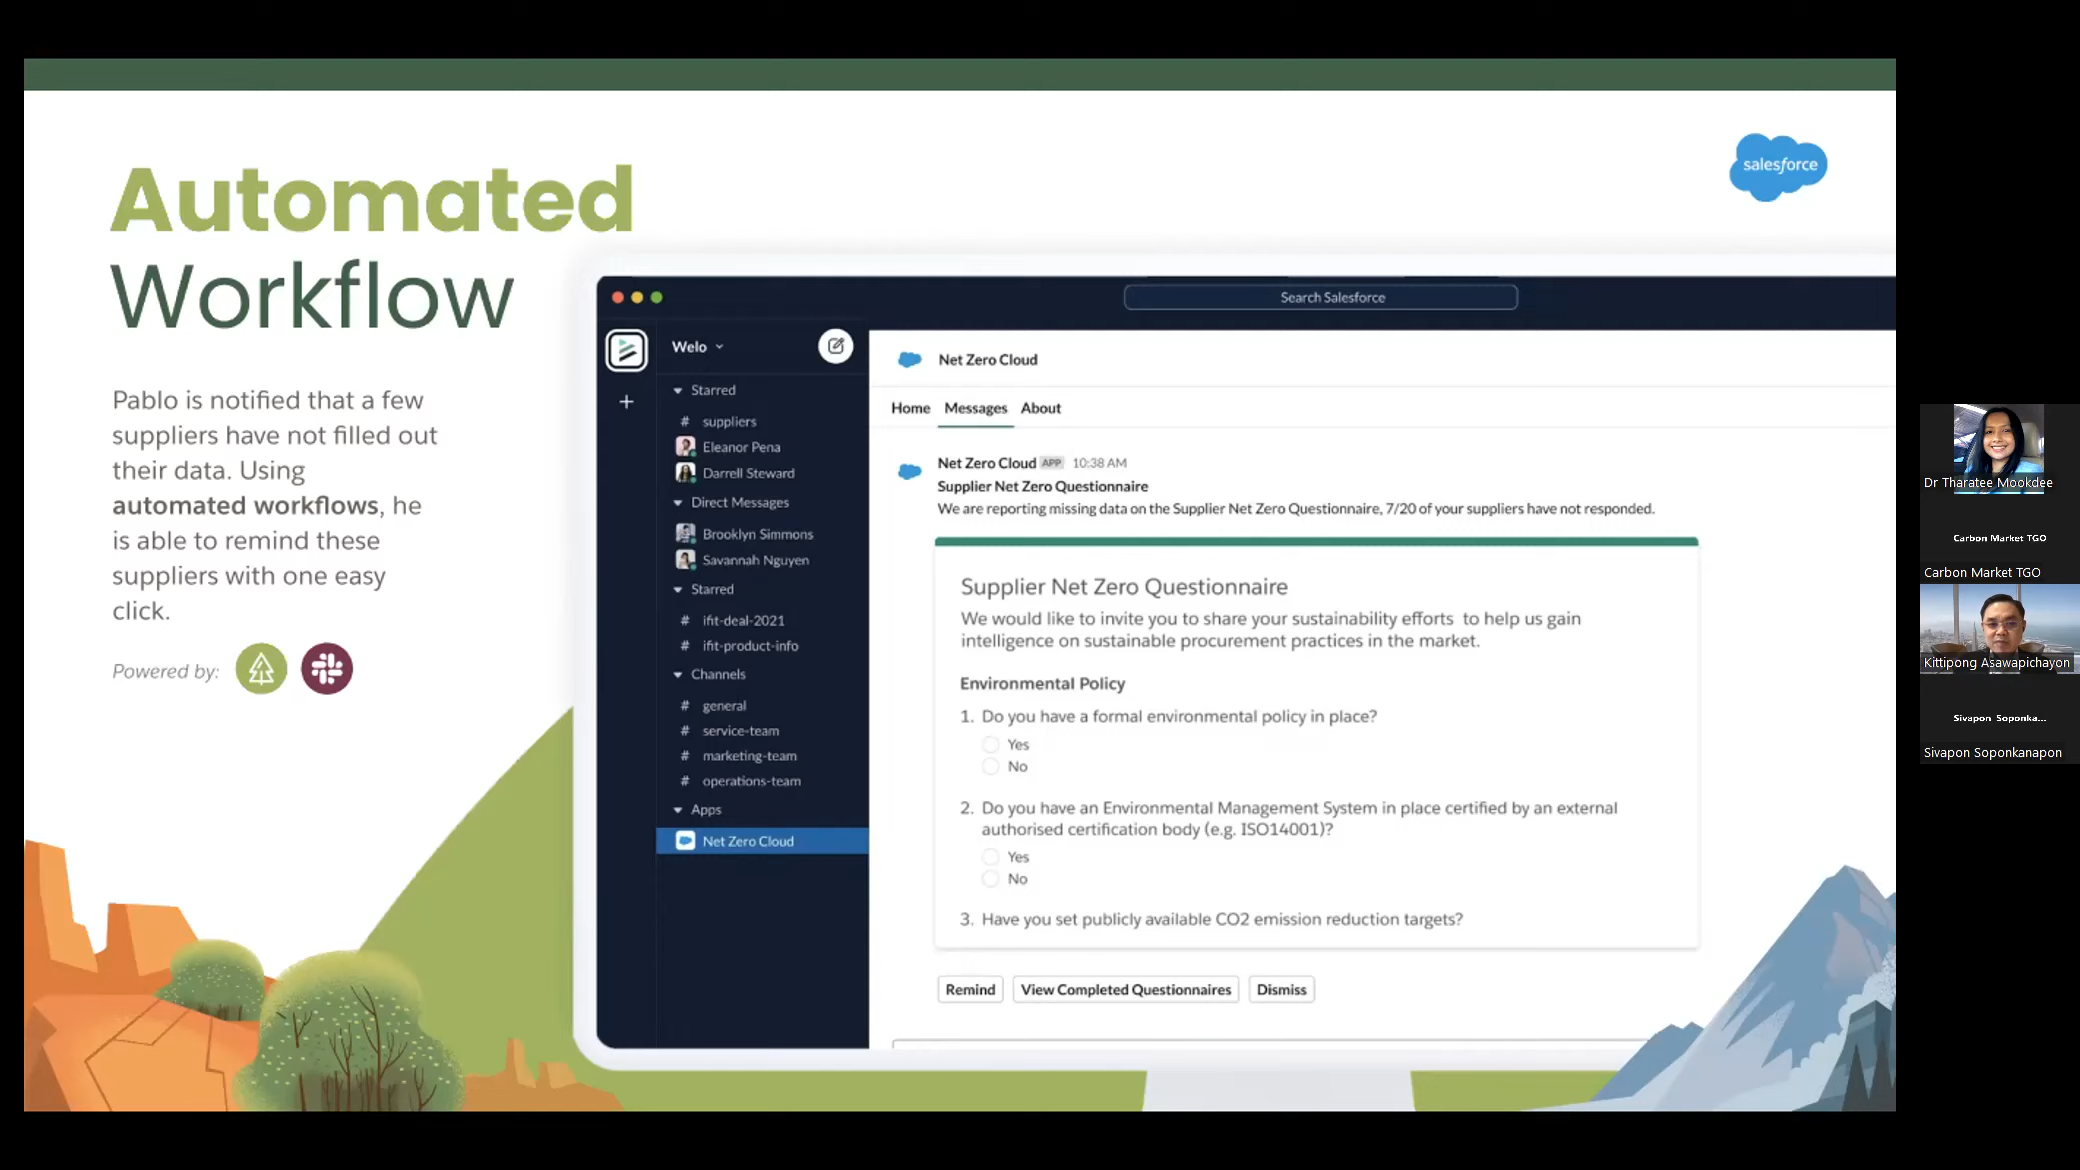 Automated
Workflow
salesforce
Pablo is notified that a few
suppliers have not filled out
their data. Using
automated workflows, he
is able to remind these
suppliers with one easy
click.
Powered by:
Search Salesforce
Welo
Starred
# suppliers
Eleanor Pena
Darrell Steward
Direct Messages
Brooklyn Simmons
Savannah Nguyen
Starred
# ifit-deal-2021
# ifit-product-info
Channels
# general
# service-team
# marketing-team
# operations-team
Apps
Net Zero Cloud
Net Zero Cloud
Home Messages About
Net Zero Cloud APP 10:38 AM
Supplier Net Zero Questionnaire
We are reporting missing data on the Supplier Net Zero Questionnaire, 7/20 of your suppliers have not responded.
Supplier Net Zero Questionnaire
We would like to invite you to share your sustainability efforts to help us gain
intelligence on sustainable procurement practices in the market.
Environmental Policy
1. Do you have a formal environmental policy in place?
Yes
No
2. Do you have an Environmental Management System in place certified by an external
authorised certification body (e.g. ISO14001)?
Yes
No
3. Have you set publicly available CO2 emission reduction targets?
Remind View Completed Questionnaires Dismiss
Dr Tharatee Mookdee
Carbon Market TGO
Carbon Market TGO
Kittipong Asawapichayon
Sivapon Soponka...
Sivapon Soponkanapon